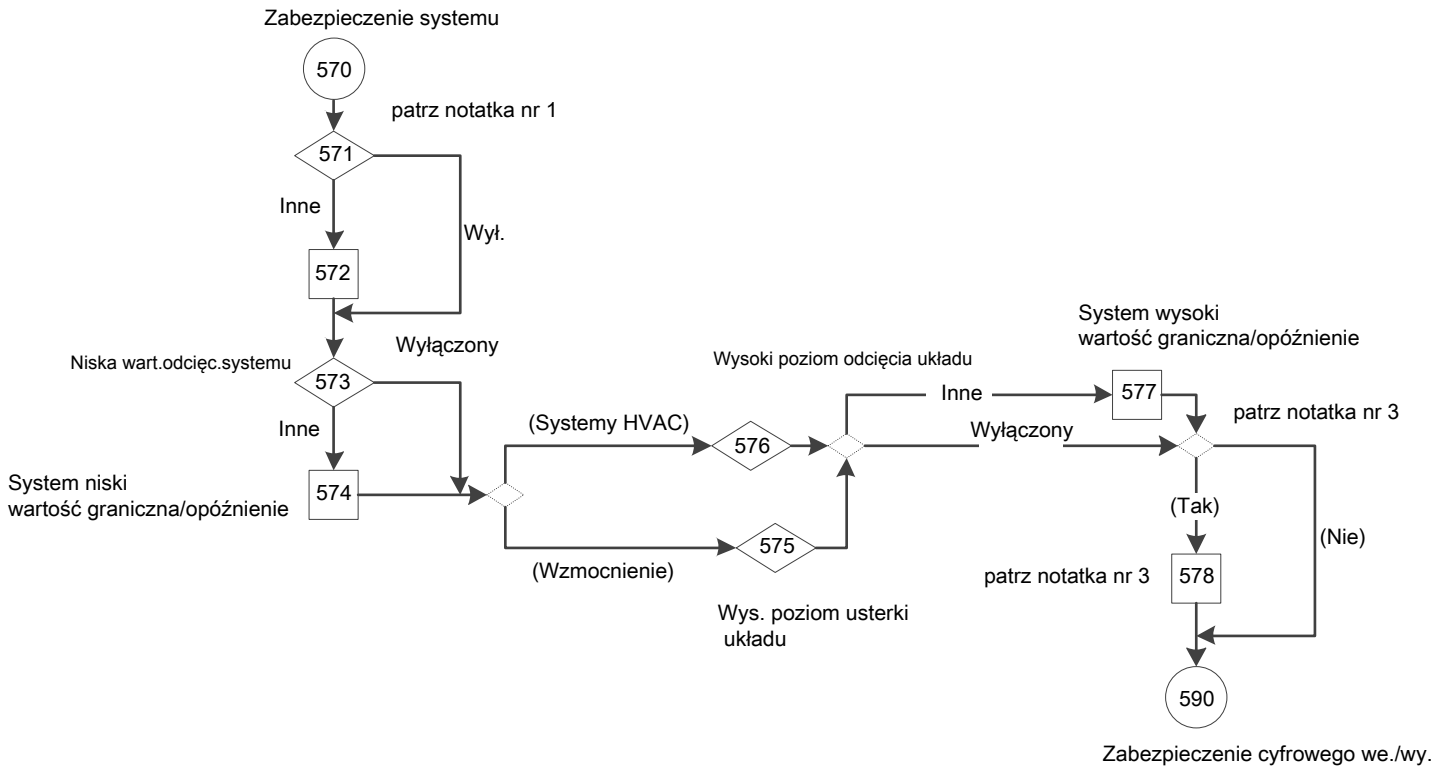 Zabezpieczenie systemu
570
patrz notatka nr 1
571
Inne
Wył.
572
Niska wart.odcięc.systemu
Wyłączony
573
Inne
System niski
wartość graniczna/opóźnienie
574
(Systemy HVAC)
576
(Wzmocnienie)
575
Wys. poziom usterki
układu
Wysoki poziom odcięcia układu
Inne
Wyłączony
System wysoki
wartość graniczna/opóźnienie
577
patrz notatka nr 3
(Tak)
(Nie)
patrz notatka nr 3
578
590
Zabezpieczenie cyfrowego we./wy.